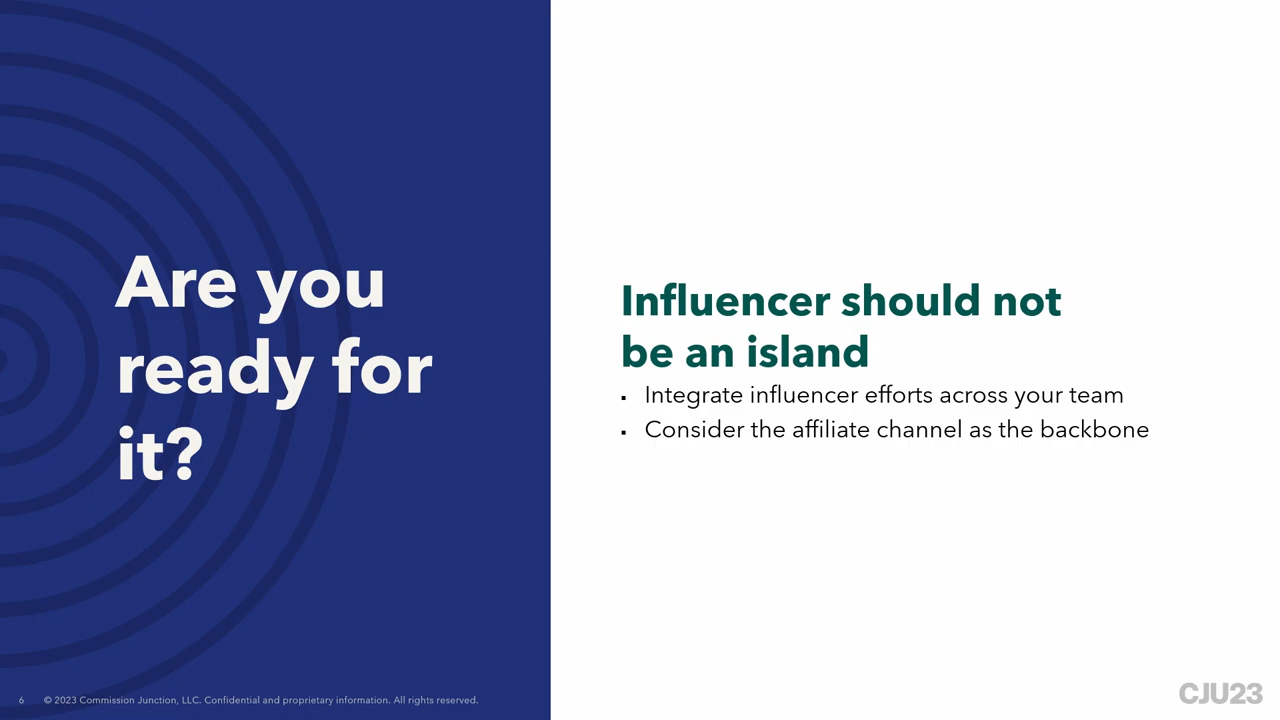 Are you
ready for
it?
Influencer should not
be an island
▪ Integrate influencer efforts across your team
▪ Consider the affiliate channel as the backbone
6 © 2023 Commission Junction, LLC. Confidential and proprietary information. All rights reserved.
CJU23